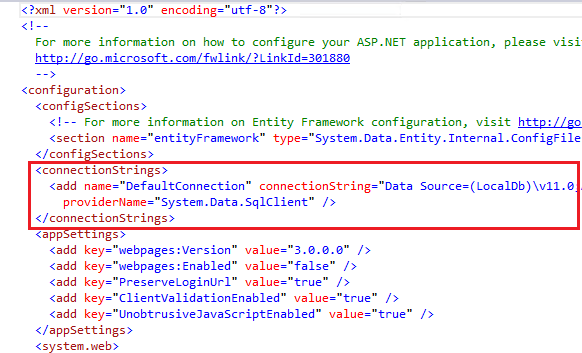 <?xml version="1.0" encoding="utf-8"?>
<!--
For more information on how to configure your ASP.NET application, please visi
http://go.microsoft.com/fwlink/?LinkId=301880
-->
<configuration>
<configSections>
<!-- For more information on Entity Framework configuration, visit http://go
<section name="entityFramework" type="System.Data.Entity.Internal.ConfigFile
</configSections>
<connectionStrings>
<add name="DefaultConnection" connectionString="Data Source=(LocalDb)\v11.0;
providerName="System.Data.SqlClient" />
</connectionStrings>
<appSettings>
<add key="webpages:Version" value="3.0.0.0" />
<add key="webpages:Enabled" value="false" />
<add key="PreserveLoginUrl" value="true" />
<add key="ClientValidationEnabled" value="true" />
<add key="UnobtrusiveJavaScriptEnabled" value="true" />
</appSettings>
<system.web>